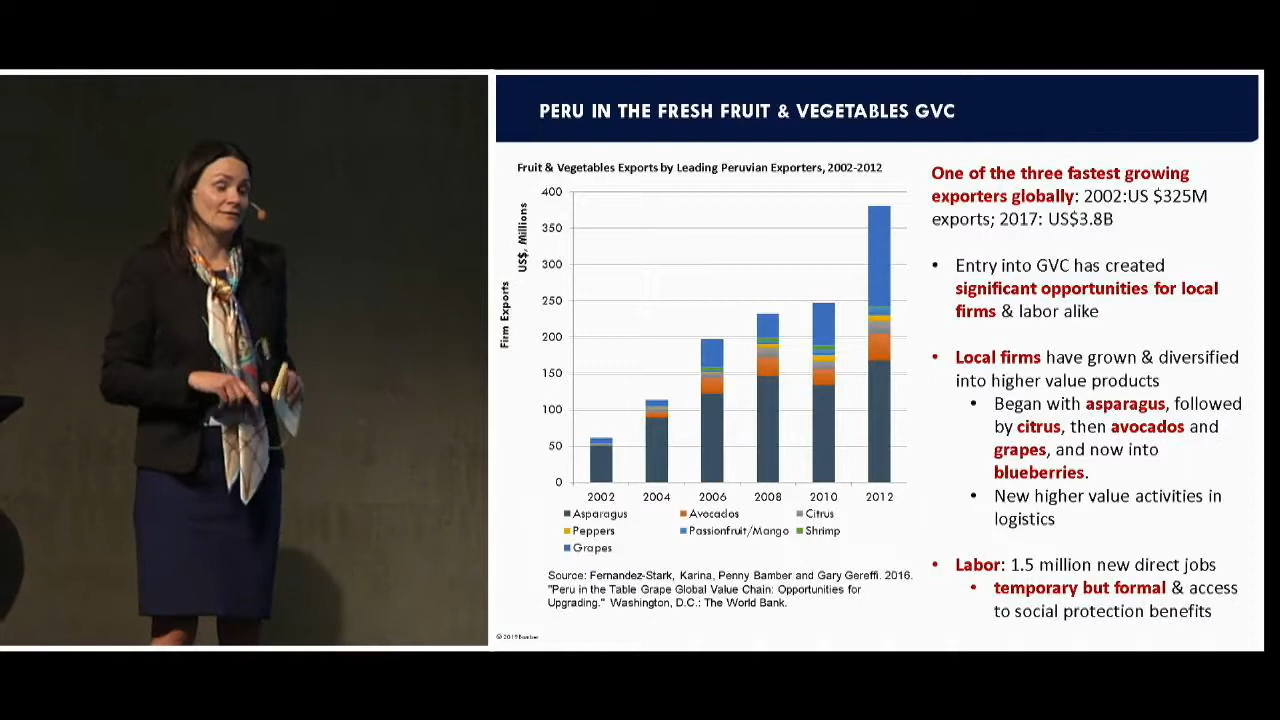 PERU IN THE FRESH FRUIT & VEGETABLES GVC
Fruit & Vegetables Exports by Leading Peruvian Exporters, 2002-2012
Firm Exports
US$, Millions
400
350
300
250
200
150
100
50
0
2002 2004 2006 2008 2010 2012
Asparagus Avocados Citrus
Peppers Passionfruit/Mango Shrimp
Grapes
Source: Fernandez-Stark, Karina, Penny Bamber and Gary Gereffi. 2016.
"Peru in the Table Grape Global Value Chain: Opportunities for
Upgrading." Washington, D.C.: The World Bank.
© 2019 Bamber
One of the three fastest growing
exporters globally: 2002:US $325M
exports; 2017: US$3.8B
• Entry into GVC has created
significant opportunities for local
firms & labor alike
• Local firms have grown & diversified
into higher value products
• Began with asparagus, followed
by citrus, then avocados and
grapes, and now into
blueberries.
• New higher value activities in
logistics
• Labor: 1.5 million new direct jobs
• temporary but formal & access
to social protection benefits